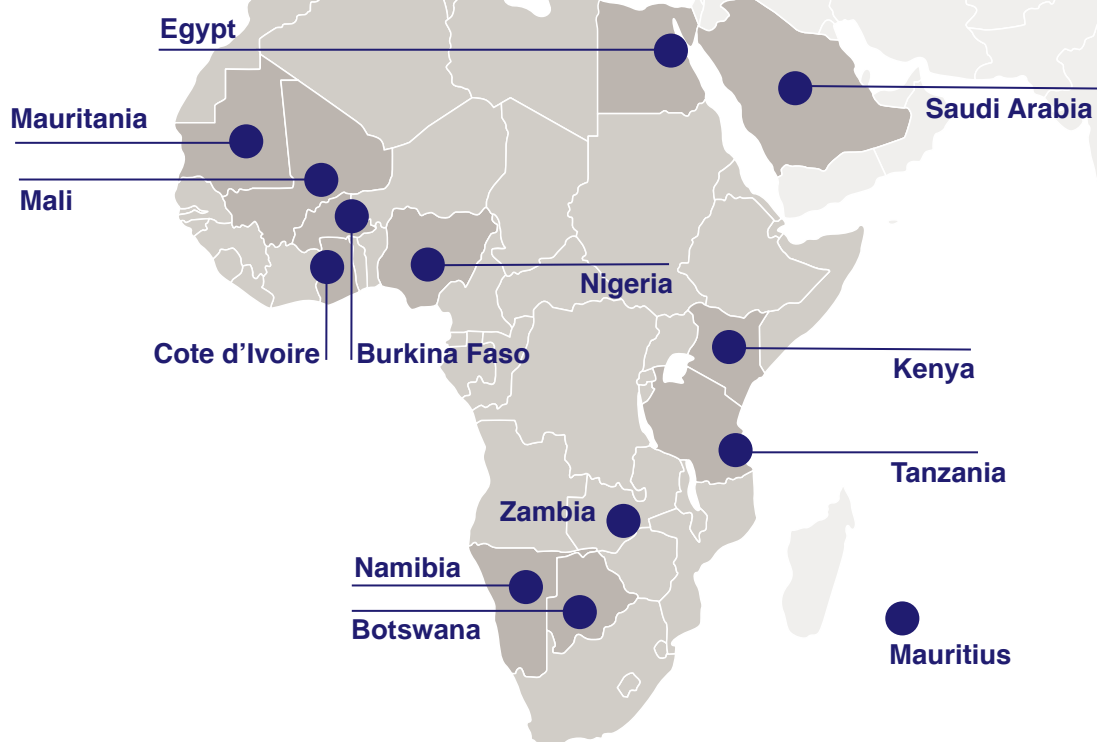 Egypt
Saudi Arabia
Mauritania
Mali
Nigeria
Cote d’Ivoire
Burkina Faso
Kenya
Tanzania
Zambia
Namibia
Botswana
Mauritius